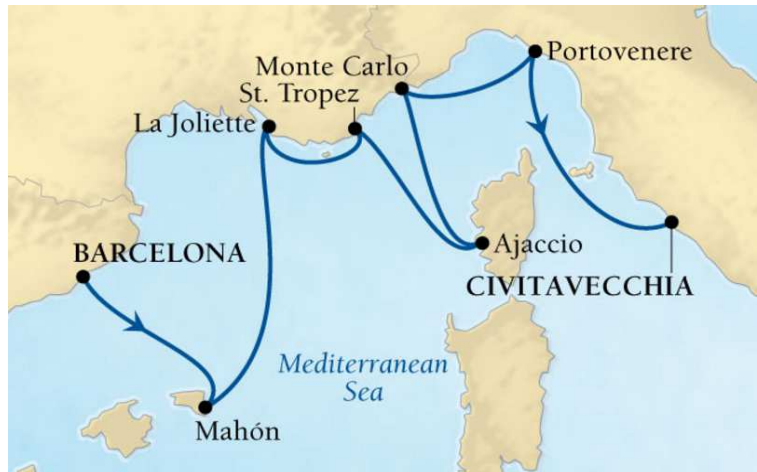 Monte Carlo
Portovenere
St. Tropez
La Joliette
BARCELONA
Ajaccio
CIVITAVECCHIA
Mediterranean
Sea
Mahón